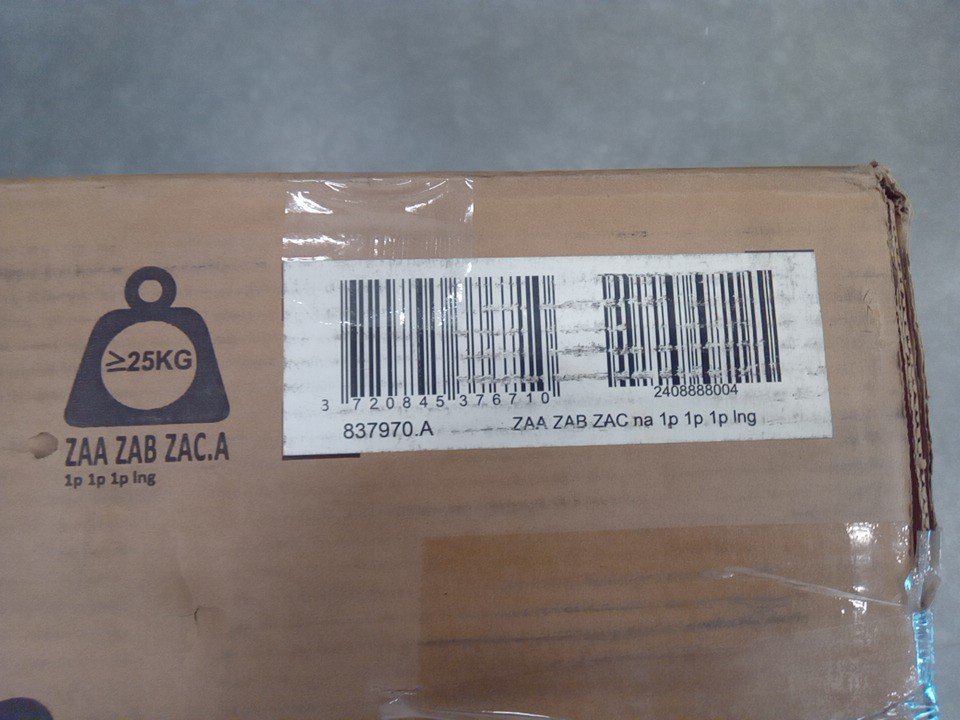 ≥25KG
ZAA ZAB ZAC.A
1p 1p 1p lng
3 720845 376710
2408888004
837970.A ZAA ZAB ZAC na 1p 1p 1p lng